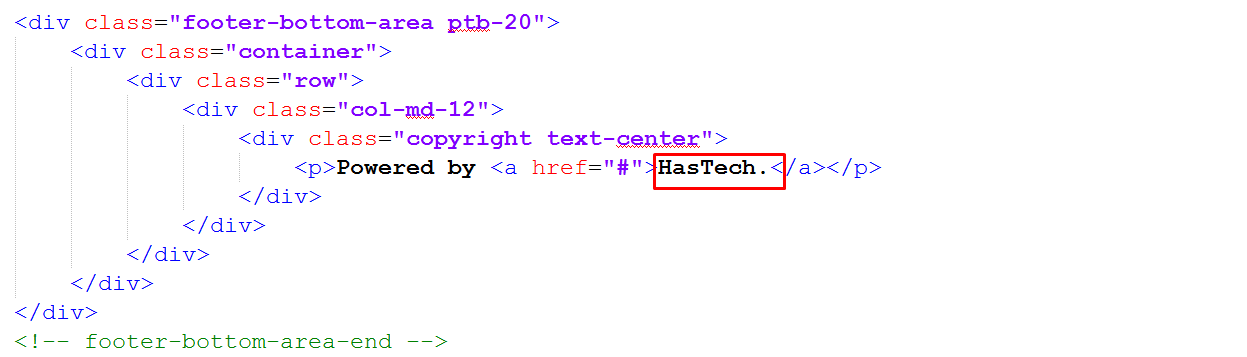 <div class="footer-bottom-area ptb-20">
<div class="container">
<div class="row">
<div class="col-md-12">
<div class="copyright text-center">
<p>Powered by <a href="#">HasTech.</a></p>
</div>
</div>
</div>
</div>
</div>
<!-- footer-bottom-area-end -->